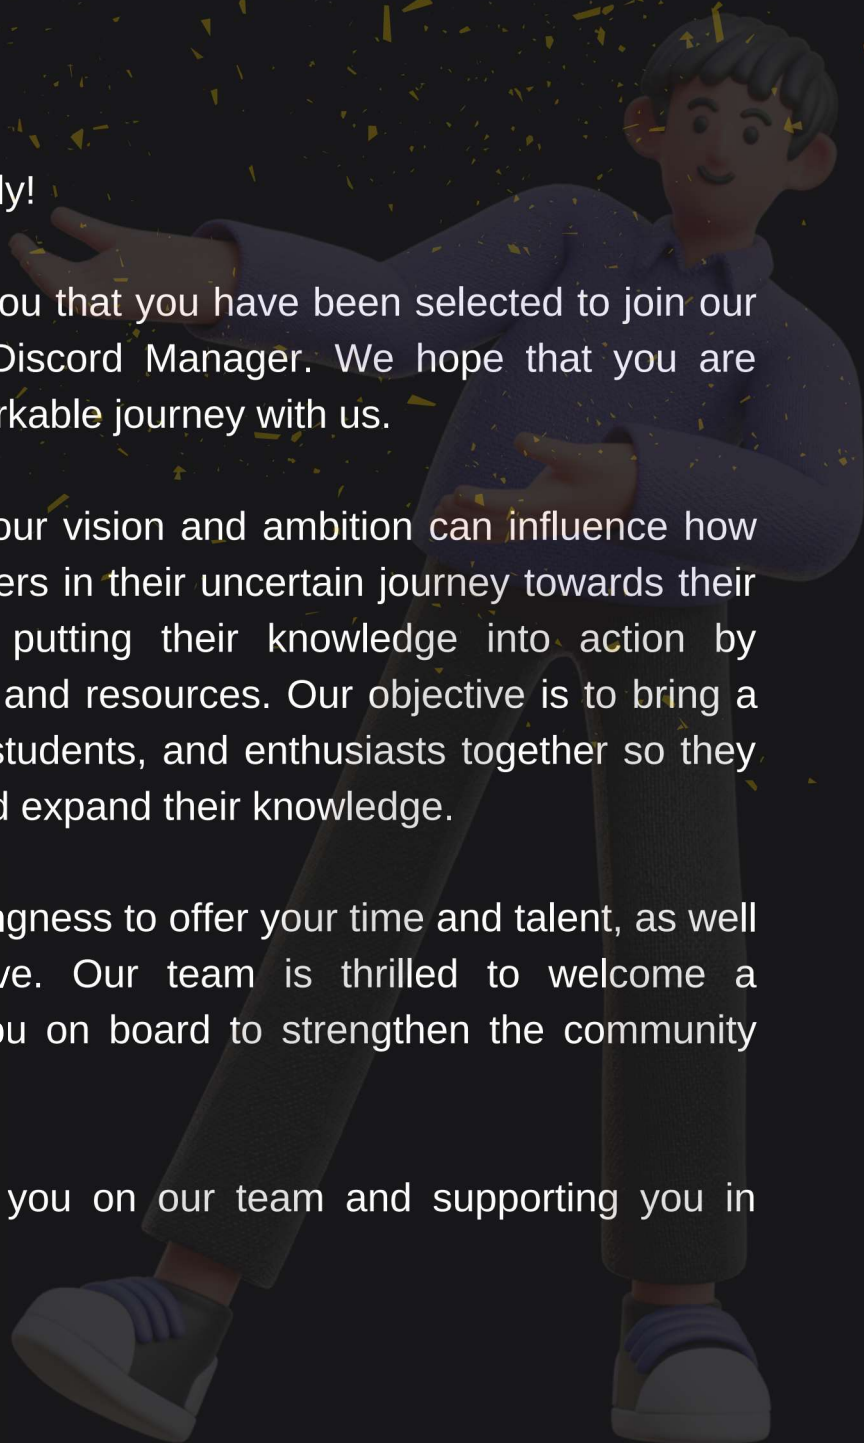 ly!
ou that you have been selected to join our
Discord Manager. We hope that you are
rkable journey with us.
our vision and ambition can influence how
ers in their uncertain journey towards their
putting their knowledge into action by
and resources. Our objective is to bring a
students, and enthusiasts together so they
d expand their knowledge.
ngness to offer your time and talent, as well
ve. Our team is thrilled to welcome a
ou on board to strengthen the community
you on our team and supporting you in